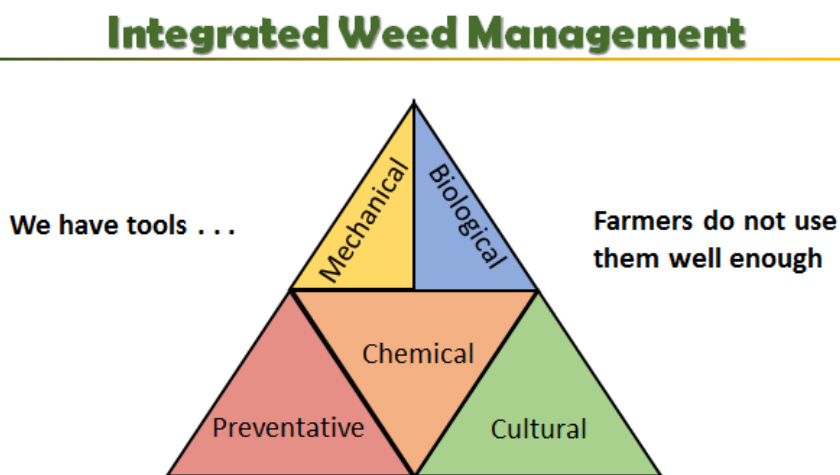 Integrated Weed Management
Mechanical
Biological
We have tools . . .
Farmers do not use
them well enough
Chemical
Preventative
Cultural